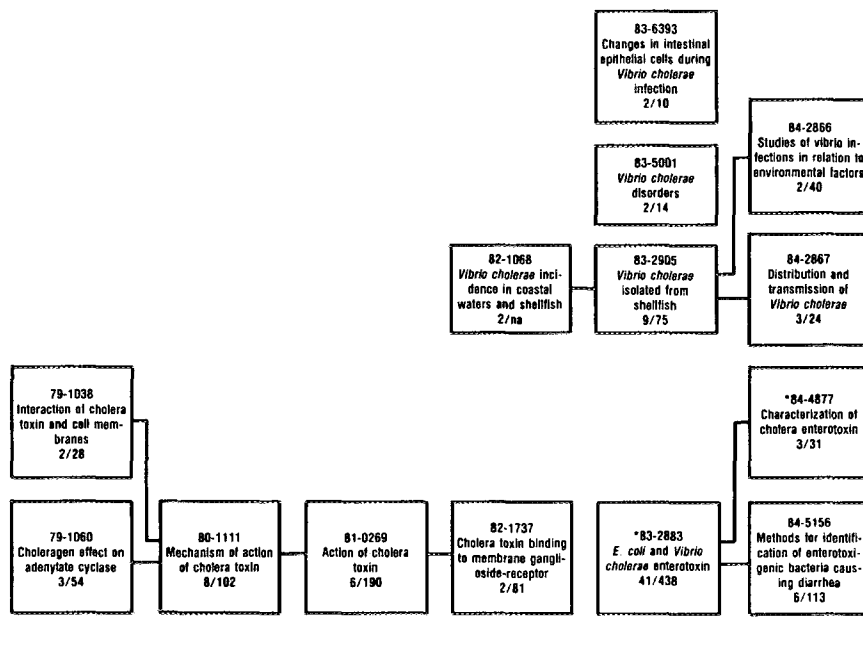 83-6393
Changes in intestinal
epithelial cells during
Vibrio cholerae
infection
2/10
84-2866
Studies of vibrio in-
fections in relation to
environmental factors
2/40
83-5001
Vibrio cholerae
disorders
2/14
82-1068
Vibrio cholerae inci-
dence in coastal
waters and shellfish
2/na
83-2905
Vibrio cholerae
isolated from
shellfish
9/75
84-2867
Distribution and
transmission of
Vibrio cholerae
3/24
79-1038
Interaction of cholera
toxin and cell mem-
branes
2/28
*84-4877
Characterization of
cholera enterotoxin
3/31
79-1060
Choleragen effect on
adenylate cyclase
3/54
80-1111
Mechanism of action
of cholera toxin
8/102
81-0269
Action of cholera
toxin
6/190
82-1737
Cholera toxin binding
to membrane gangli-
oside-receptor
2/81
*83-2883
E. coli and Vibrio
cholerae enterotoxin
41/438
84-5156
Methods for identifi-
cation of enterotoxi-
genic bacteria caus-
ing diarrhea
6/113